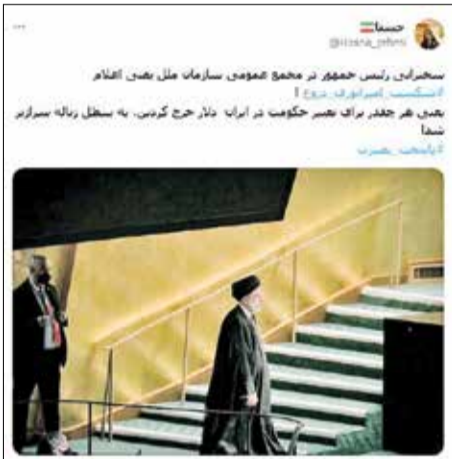 حسنا
سخنرانی رئیس جمهور در مجمع عمومی سازمان ملل یعنی اعلام
#شکست_امپراتوری_دروغ !
یعنی هر چقدر برای تغییر حکومت در ایران دلار خرج کردین، به سطل زباله سرازیر
شد!